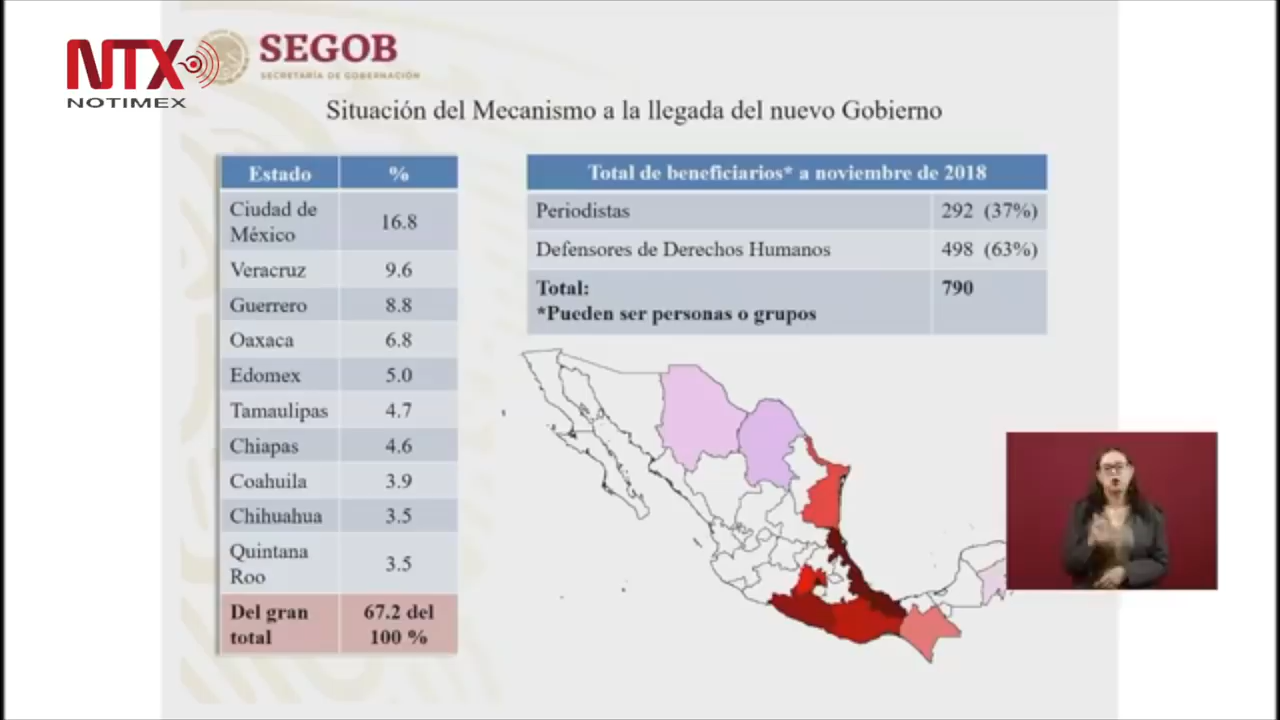 NTX
NOTIMEX
SEGOB
SECRETARÍA DE GOBERNACIÓN
Situación del Mecanismo a la llegada del nuevo Gobierno
Estado %
Ciudad de México 16.8
Veracruz 9.6
Guerrero 8.8
Oaxaca 6.8
Edomex 5.0
Tamaulipas 4.7
Chiapas 4.6
Coahuila 3.9
Chihuahua 3.5
Quintana Roo 3.5
Del gran total 67.2 del 100 %
Total de beneficiarios* a noviembre de 2018
Periodistas 292 (37%)
Defensores de Derechos Humanos 498 (63%)
Total: 790
*Pueden ser personas o grupos